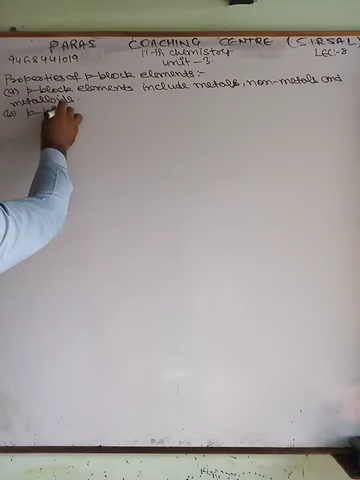 PARAS COACHING CENTRE (SIRSA)
9468441019 11-th chemistry LEC:-8
unit-3
Properties of p-block elements:-
(a) p-block elements include metals, non-metals and
metalloids.
(b) p-